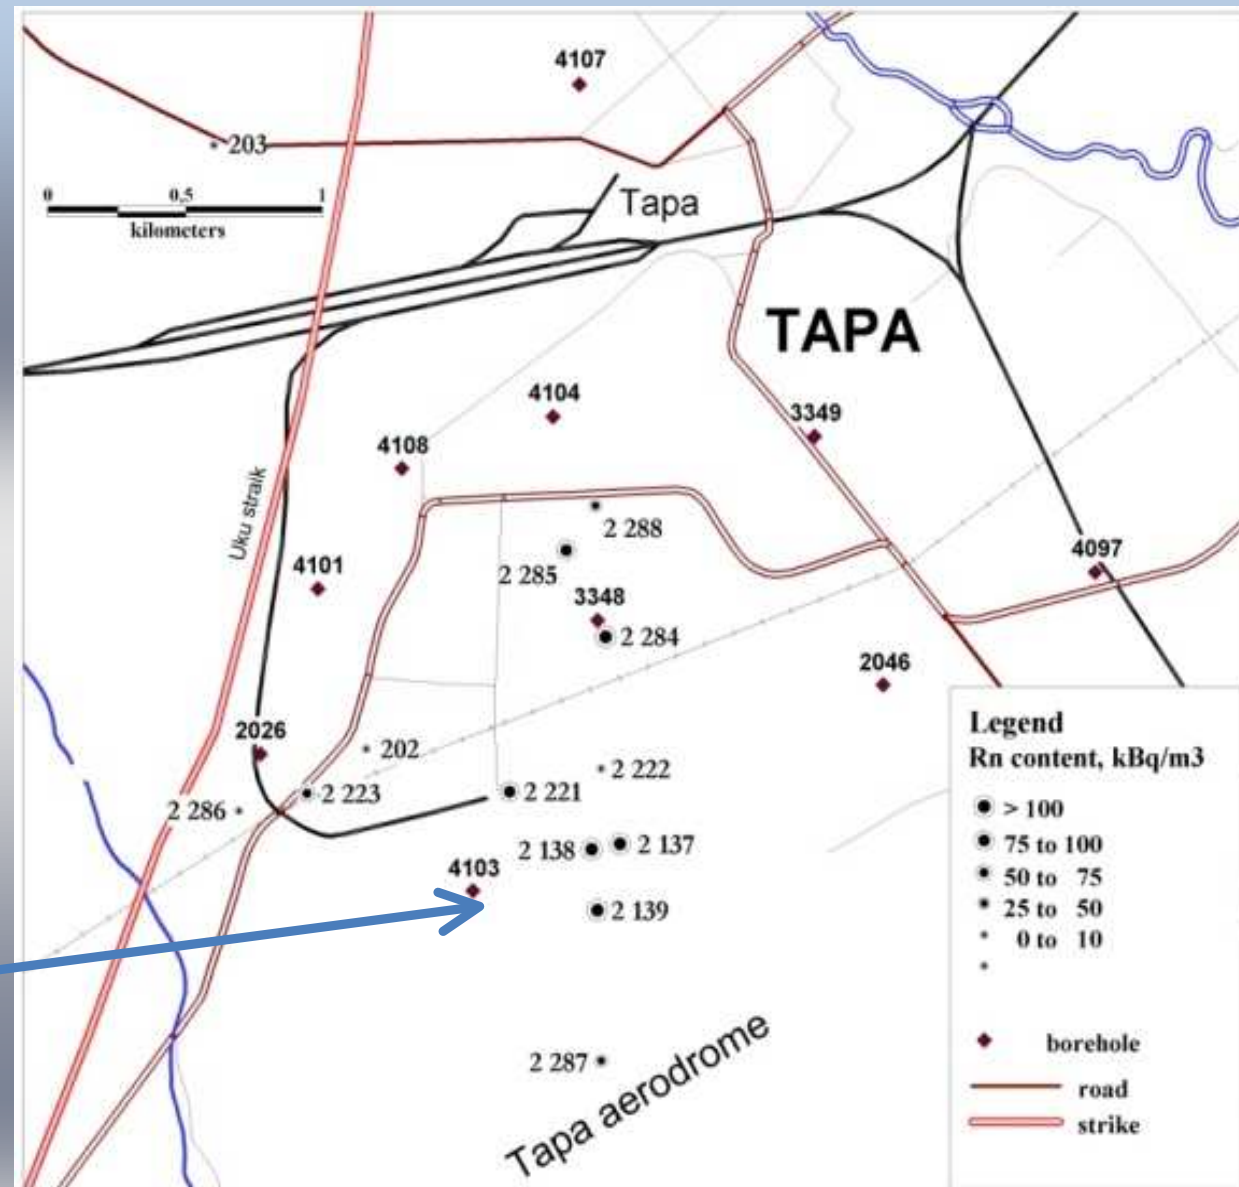 4107
203
0 0,5 1
kilometers
Tapa
TAPA
4104
3349
4108
Uku straik
2 288
4097
2 285
4101
3348
2 284
2046
2026
202
2 222
2 223
2 221
2 286
2 138
2 137
4103
2 139
2 287
Tapa aerodrome
Legend
Rn content, kBq/m3
> 100
75 to 100
50 to 75
25 to 50
0 to 10
borehole
road
strike